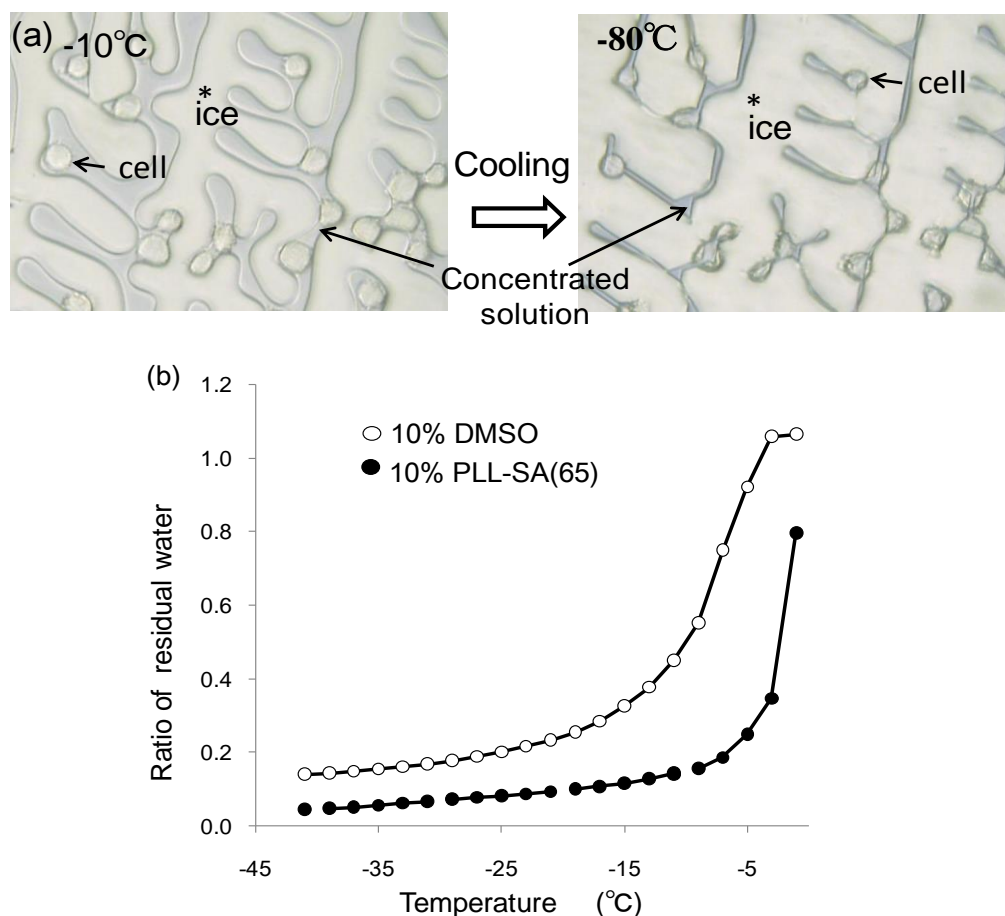 (a) -10℃
*
ice
cell
Cooling
-80℃
cell
*
ice
Concentrated
solution
(b)
1.2
1.0
0.8
0.6
0.4
0.2
0.0
10% DMSO
10% PLL-SA(65)
Ratio of residual water
-45 -35 -25 -15 -5
Temperature (℃)